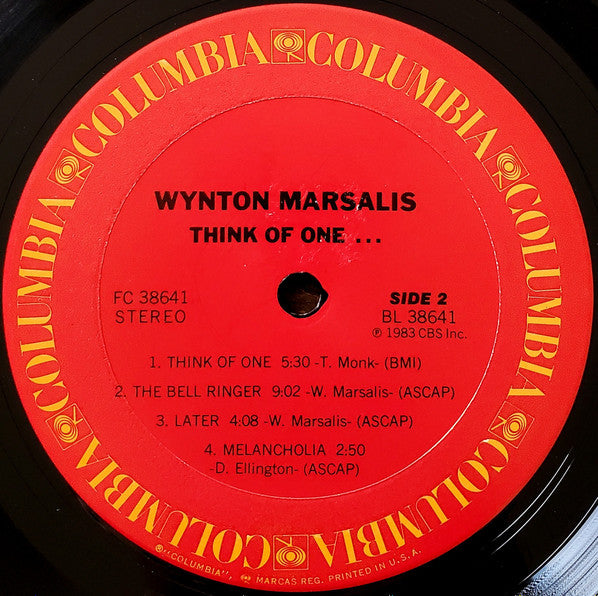 COLUMBIA COLUMBIA COLUMBIA COLUMBIA COLUMBIA COLUMBIA COLUMBIA COLUMBIA
WYNTON MARSALIS
THINK OF ONE ...
FC 38641
STEREO
SIDE 2
BL 38641
℗ 1983 CBS Inc.
1. THINK OF ONE 5:30 -T. Monk- (BMI)
2. THE BELL RINGER 9:02 -W. Marsalis- (ASCAP)
3. LATER 4:08 -W. Marsalis- (ASCAP)
4. MELANCHOLIA 2:50
-D. Ellington- (ASCAP)
® "COLUMBIA", MARCAS REG. PRINTED IN U.S.A.